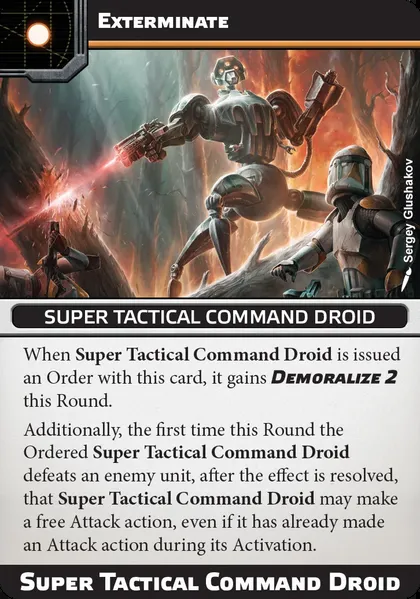 Exterminate
Sergey Glushakov
SUPER TACTICAL COMMAND DROID
When Super Tactical Command Droid is issued
an Order with this card, it gains Demoralize 2
this Round.
Additionally, the first time this Round the
Ordered Super Tactical Command Droid
defeats an enemy unit, after the effect is resolved,
that Super Tactical Command Droid may make
a free Attack action, even if it has already made
an Attack action during its Activation.
Super Tactical Command Droid